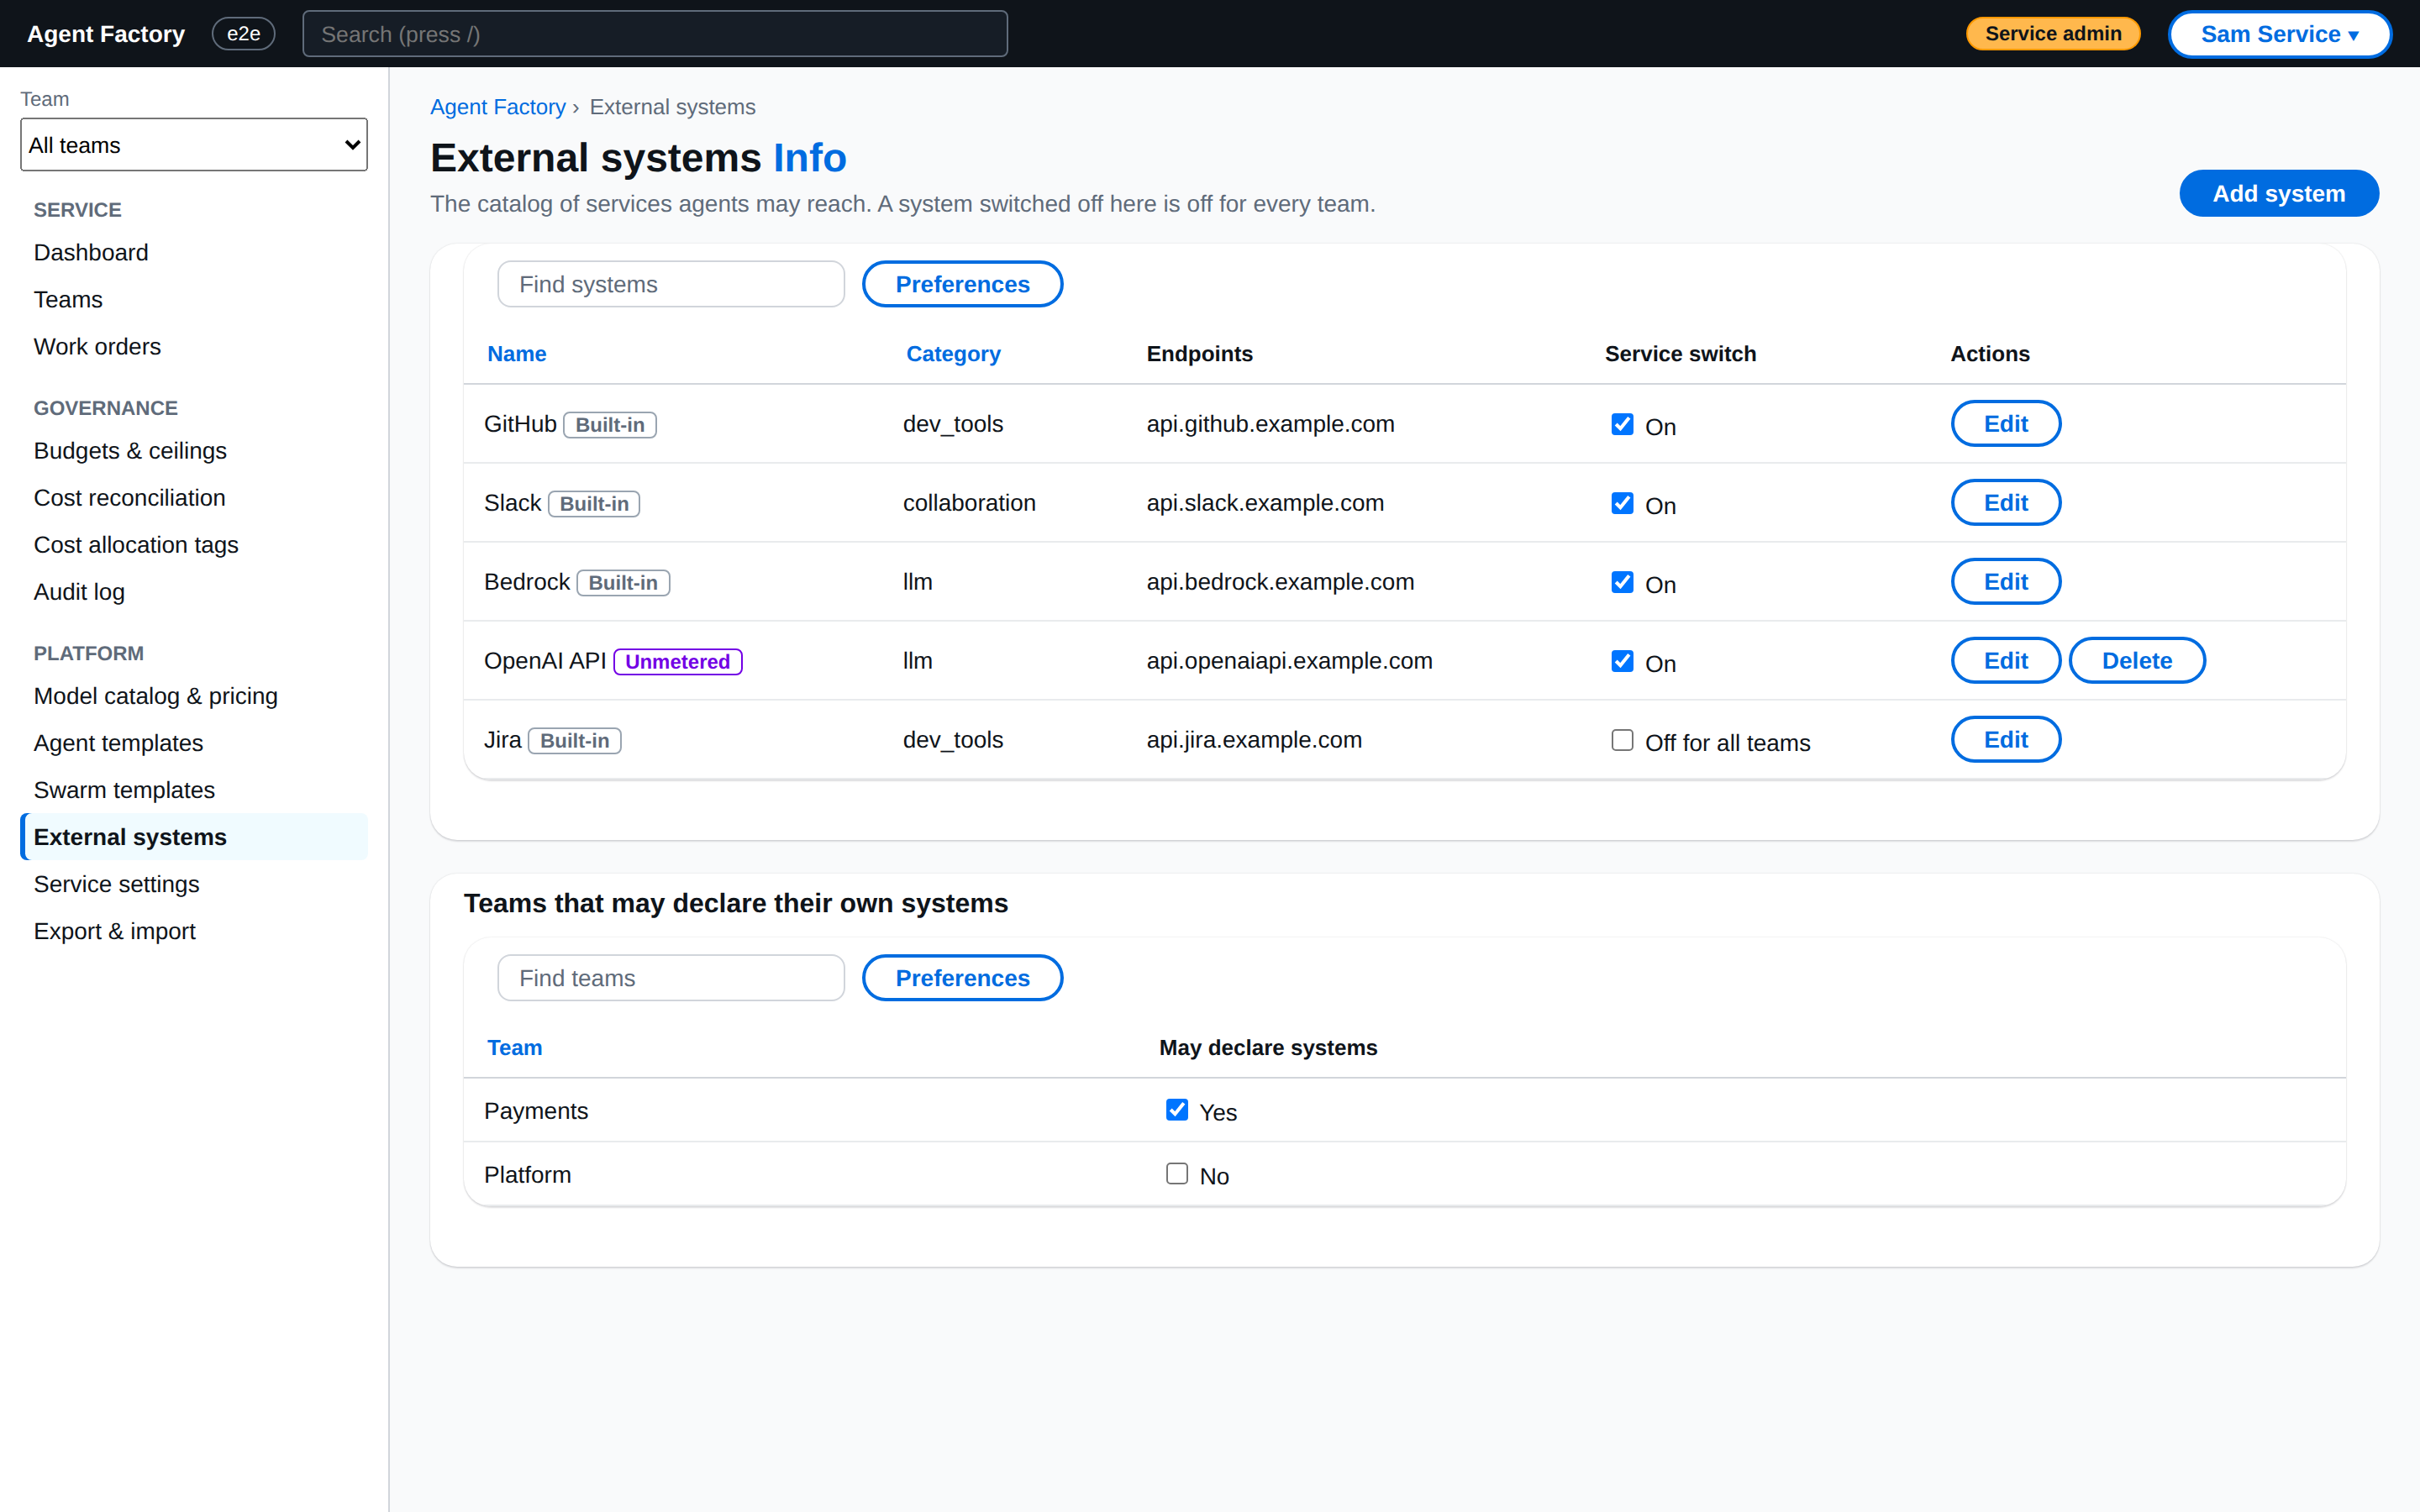 Agent Factory e2e Search (press /) Service admin Sam Service ▾
Team
All teams
SERVICE
Dashboard
Teams
Work orders
GOVERNANCE
Budgets & ceilings
Cost reconciliation
Cost allocation tags
Audit log
PLATFORM
Model catalog & pricing
Agent templates
Swarm templates
External systems
Service settings
Export & import
Agent Factory › External systems
External systems Info
The catalog of services agents may reach. A system switched off here is off for every team.
Add system
Find systems Preferences
Name Category Endpoints Service switch Actions
GitHub Built-in dev_tools api.github.example.com On Edit
Slack Built-in collaboration api.slack.example.com On Edit
Bedrock Built-in llm api.bedrock.example.com On Edit
OpenAI API Unmetered llm api.openaiapi.example.com On Edit Delete
Jira Built-in dev_tools api.jira.example.com Off for all teams Edit
Teams that may declare their own systems
Find teams Preferences
Team May declare systems
Payments Yes
Platform No